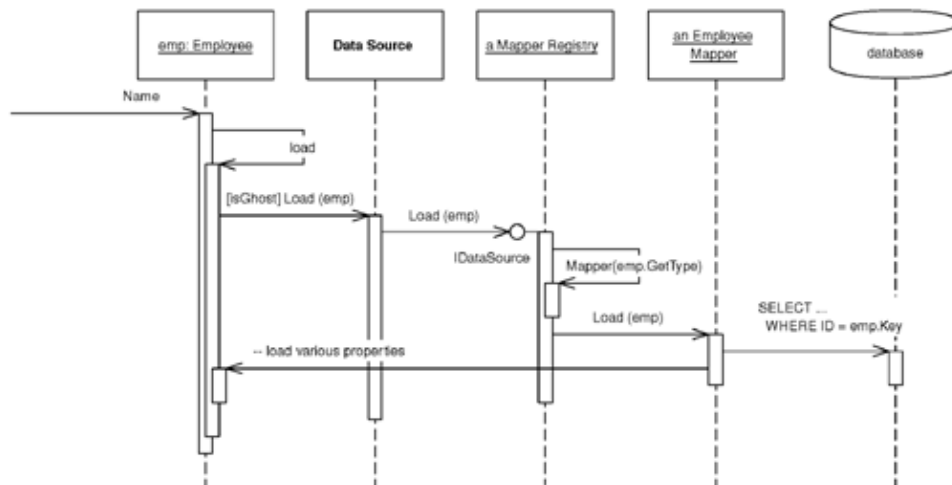 emp: Employee
Data Source
a Mapper Registry
an Employee
Mapper
database
Name
load
[isGhost] Load (emp)
Load (emp)
IDataSource
Mapper(emp.GetType)
Load (emp)
SELECT ...
WHERE ID = emp.Key
-- load various properties